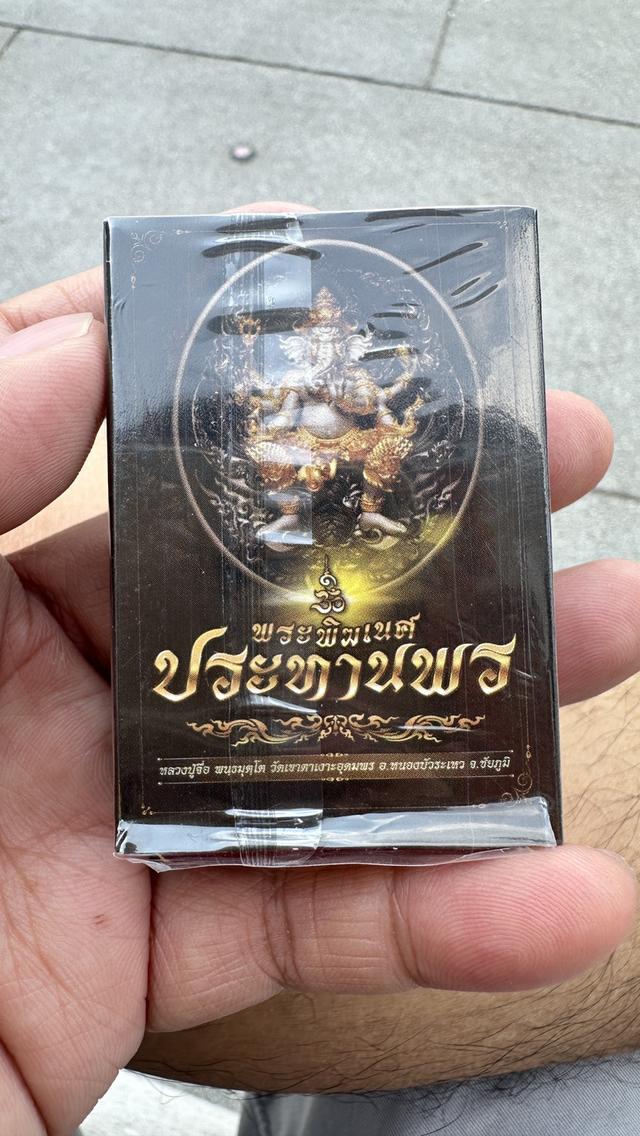 พระพิฆเนศ
ประทานพร
หลวงปู่จื่อ พนฺธมุตฺโต วัดเขาตาเงาะอุดมพร อ.หนองบัวระเหว จ.ชัยภูมิ